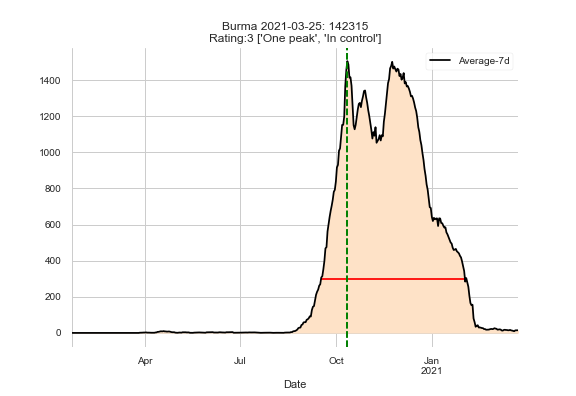 Burma 2021-03-25: 142315
Rating:3 ['One peak', 'In control']
Average-7d
1400
1200
1000
800
600
400
200
0
Apr
Jul
Oct
Jan
2021
Date